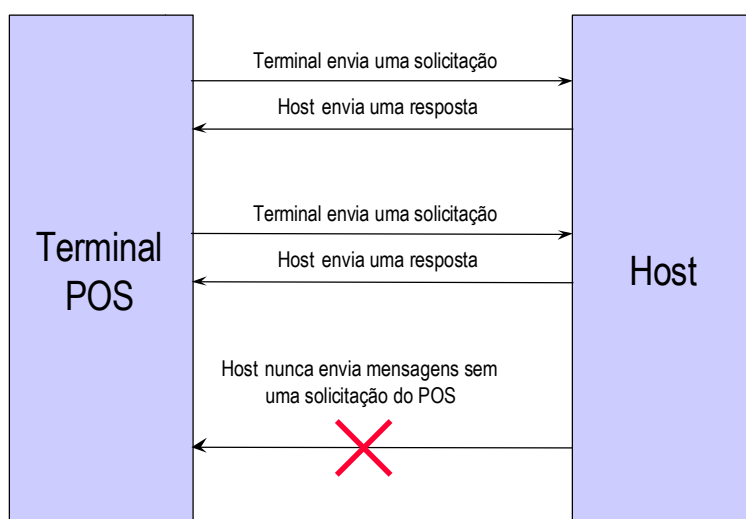 Terminal envia uma solicitação
Host envia uma resposta
Terminal envia uma solicitação
Host envia uma resposta
Terminal
POS
Host
Host nunca envia mensagens sem
uma solicitação do POS